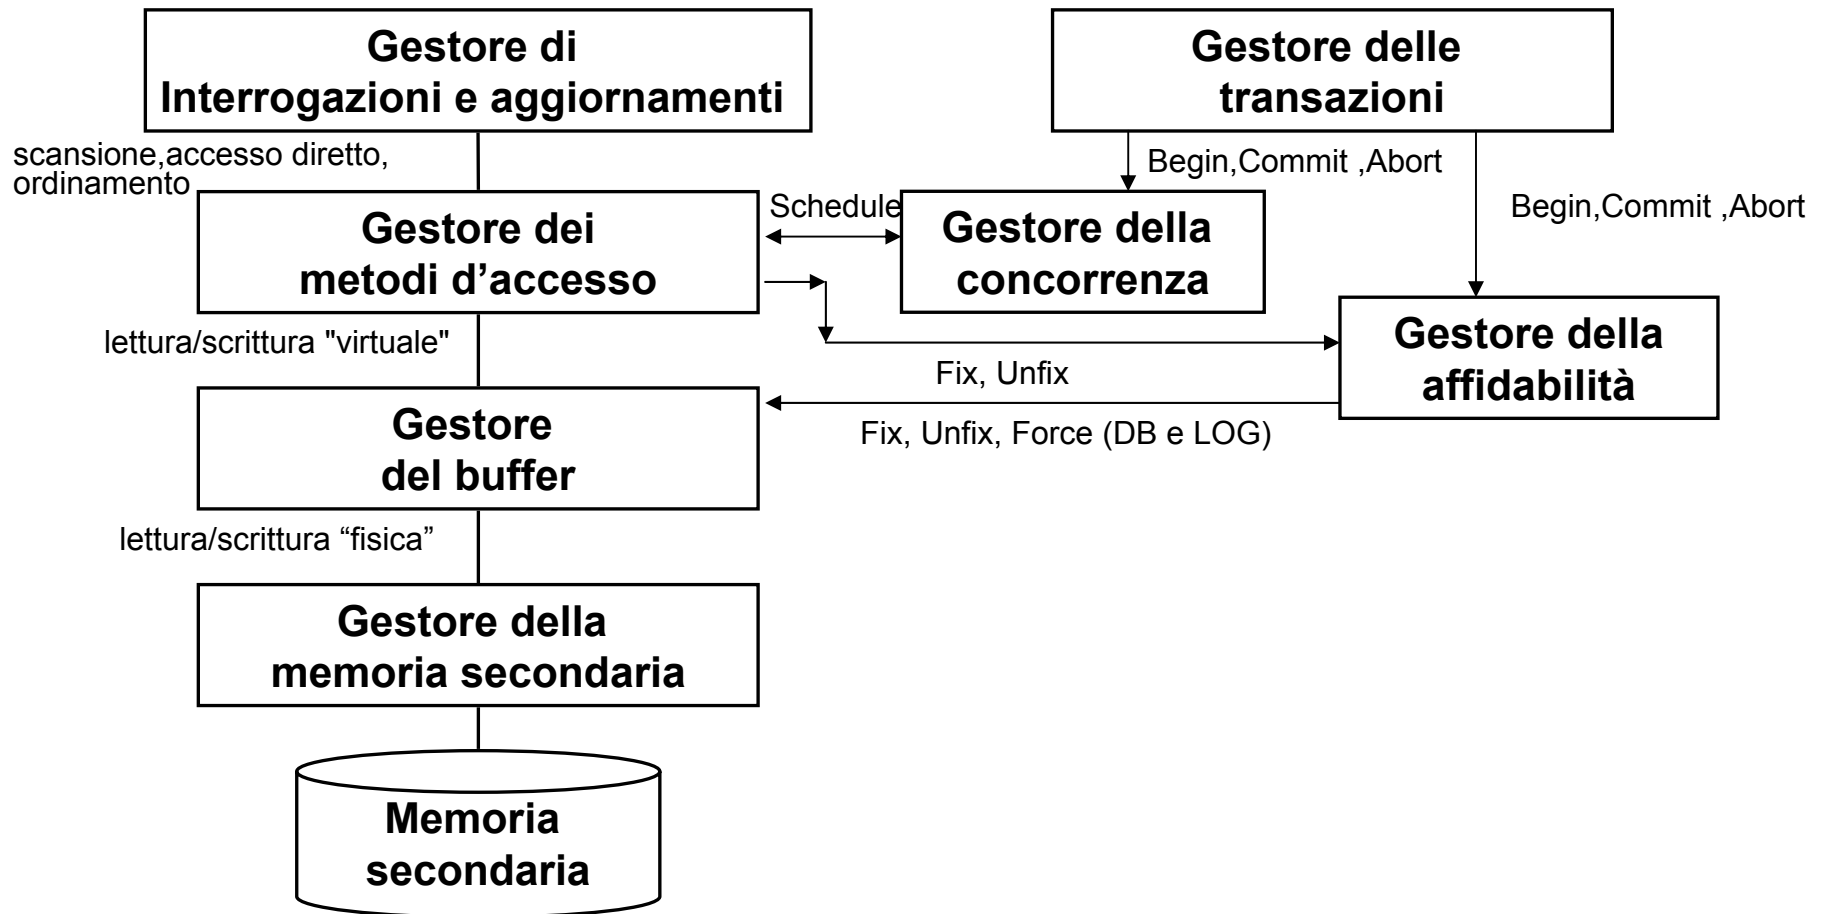 Gestore di
Interrogazioni e aggiornamenti
Gestore delle
transazioni
scansione,accesso diretto,
ordinamento
Begin,Commit ,Abort
Begin,Commit ,Abort
Gestore dei
metodi d’accesso
Schedule
Gestore della
concorrenza
lettura/scrittura "virtuale"
Fix, Unfix
Gestore della
affidabilità
Gestore
del buffer
Fix, Unfix, Force (DB e LOG)
lettura/scrittura “fisica”
Gestore della
memoria secondaria
Memoria
secondaria